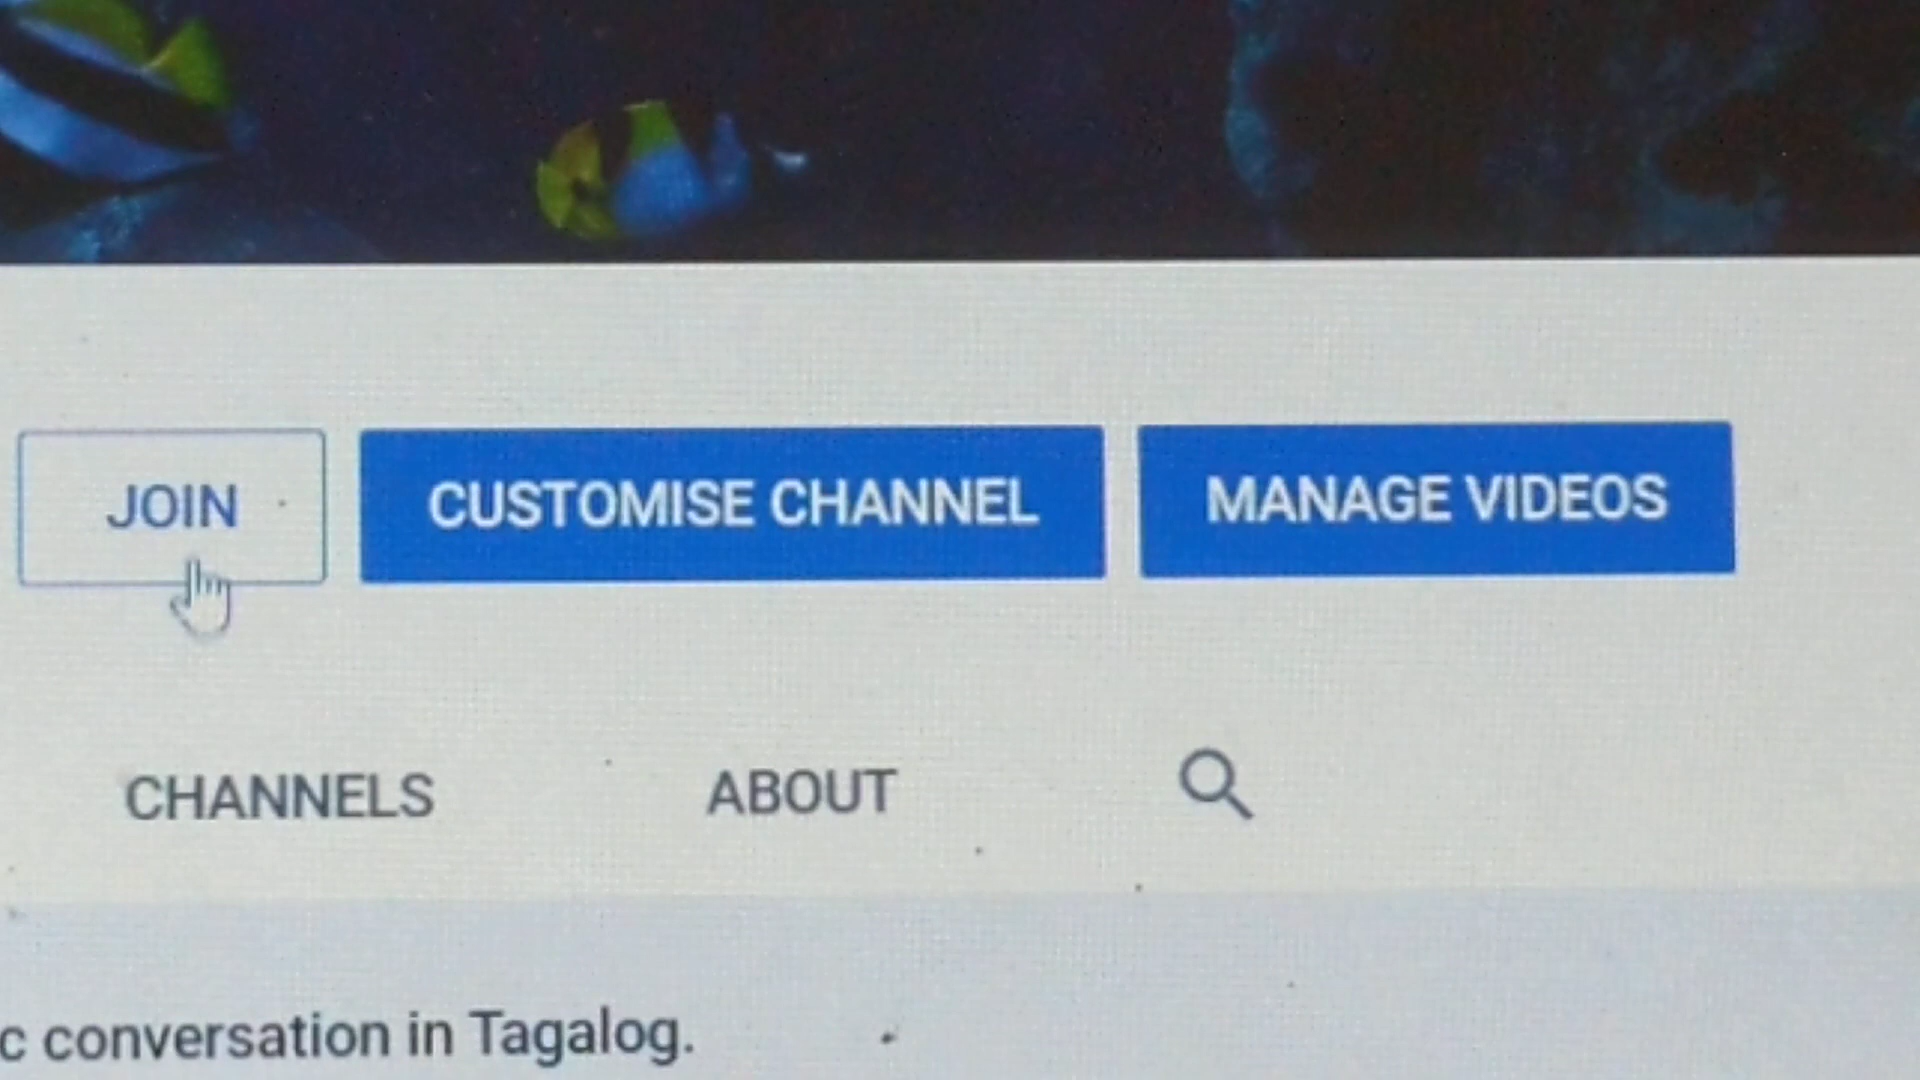 JOIN CUSTOMISE CHANNEL MANAGE VIDEOS
CHANNELS ABOUT
c conversation in Tagalog.